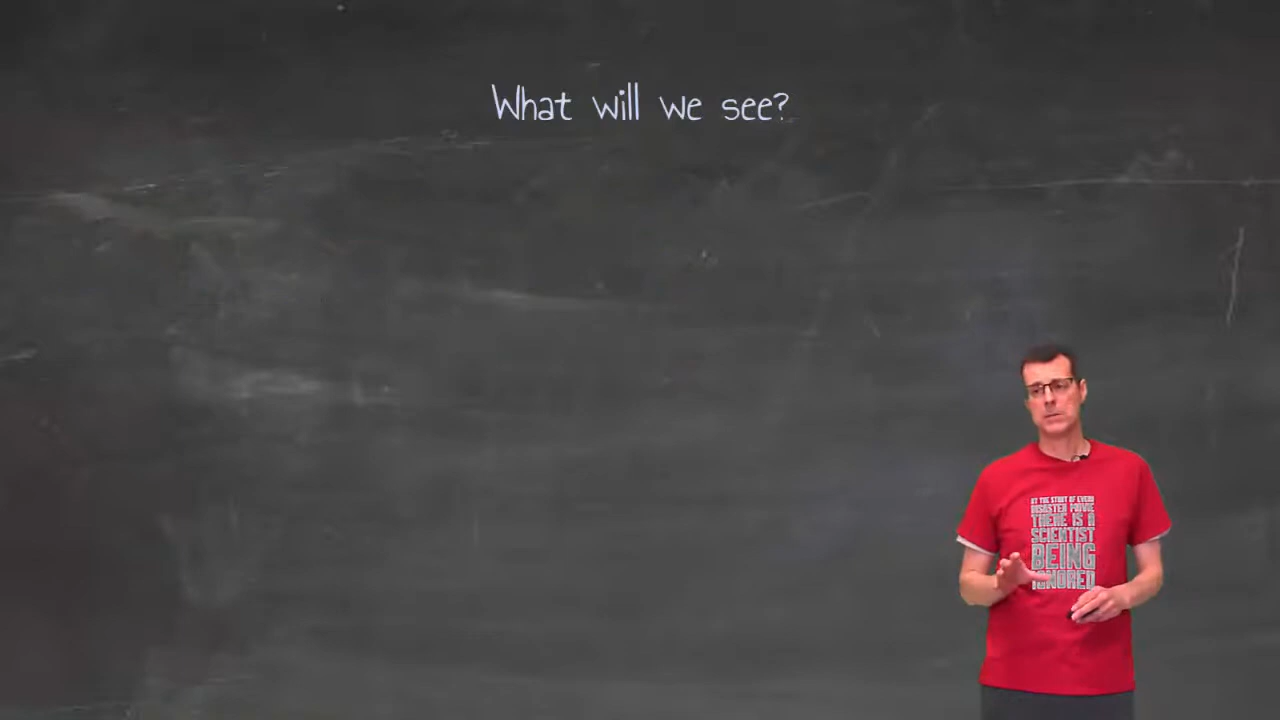 What will we see?
AT THE START OF EVERY
DISASTER MOVIE
THERE IS A
SCIENTIST
BEING
IGNORED